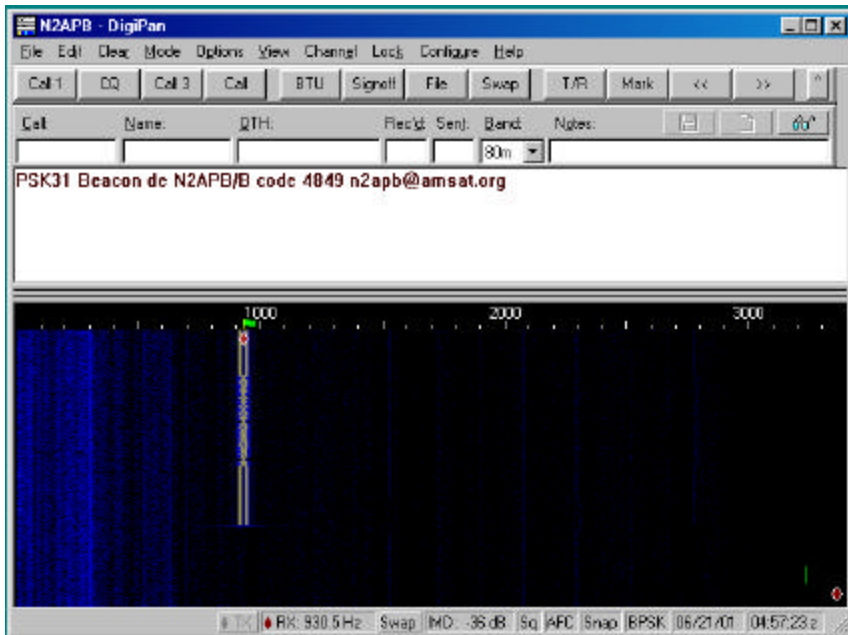 N2APB - DigiPan
File Edit Clear Mode Options View Channel Lock Configure Help
Call 1 CQ Call 3 Call BTU Signoff File Swap T/R Mark << >> ^
Call: Name: QTH: Rec'd: Sent: Band: Notes:
80m
PSK31 Beacon de N2APB/B code 4849 n2apb@amsat.org
1000 2000 3000
TX RX: 930.5 Hz Swap IMD: -36 dB Sq AFC Snap BPSK 06/21/01 04:57:23 z